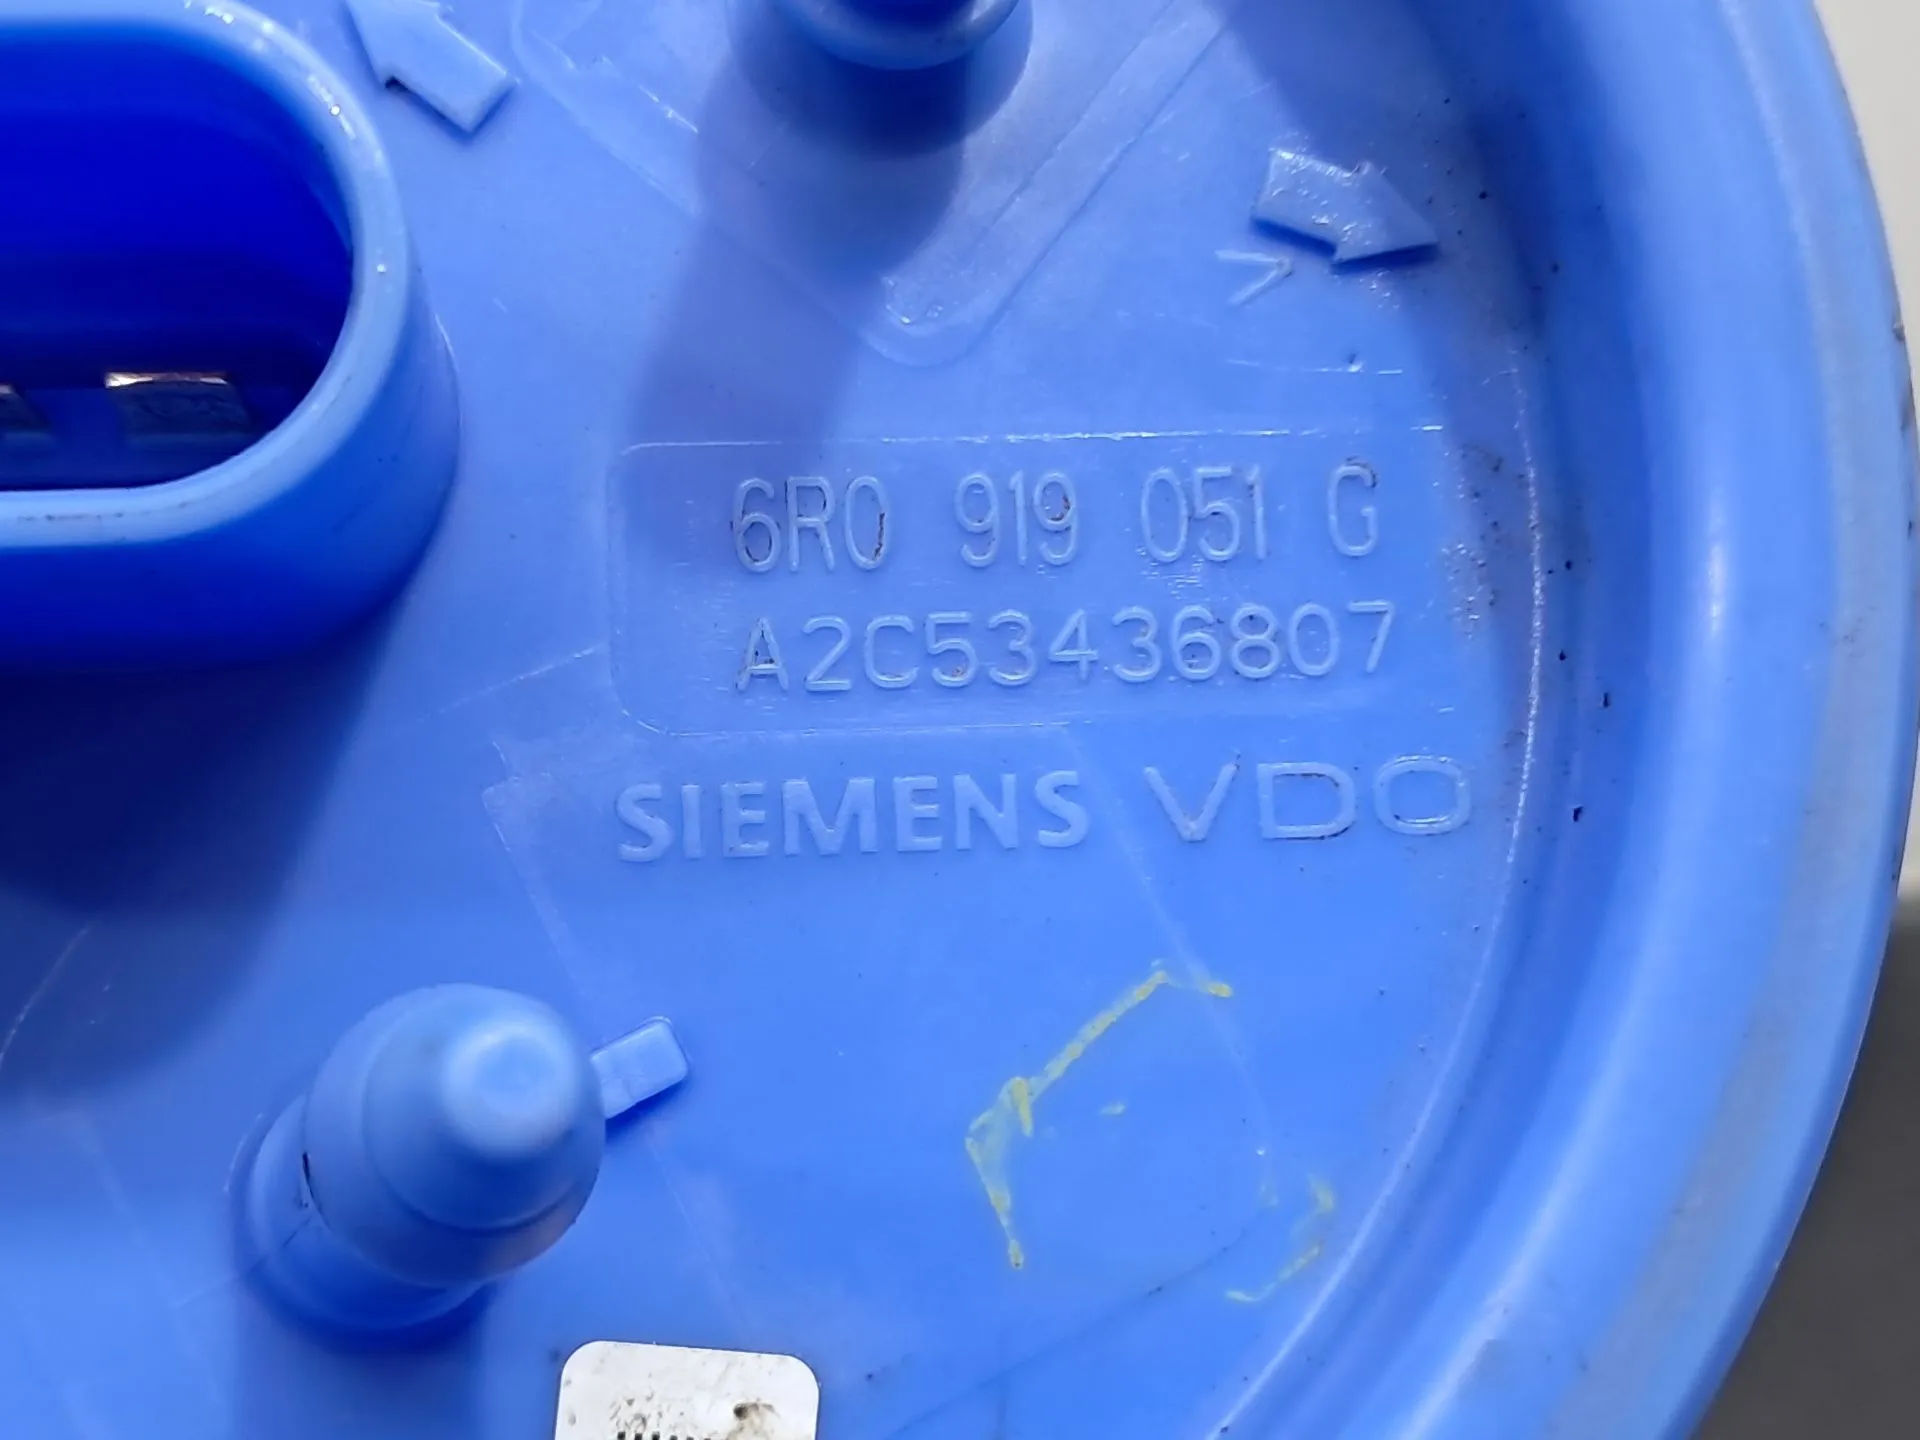 6R0 919 051 G
A2C53436807
SIEMENS VDO